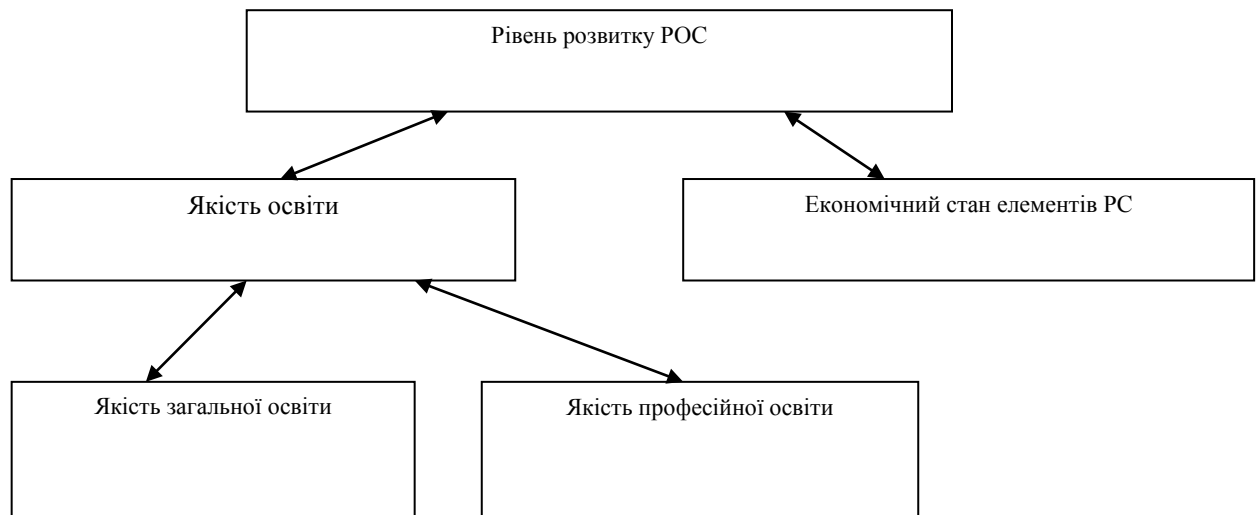 Рівень розвитку РОС
Якість освіти
Економічний стан елементів РС
Якість загальної освіти
Якість професійної освіти